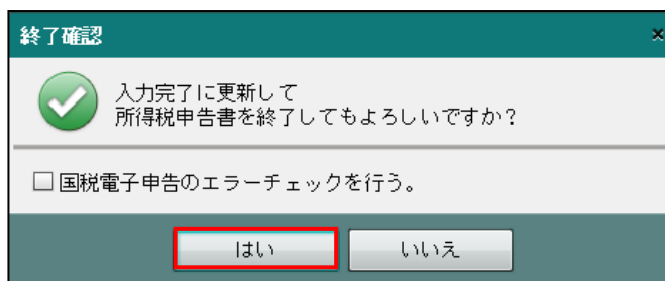 終了確認
入力完了に更新して
所得税申告書を終了してもよろしいですか？
国税電子申告のエラーチェックを行う。
はい
いいえ